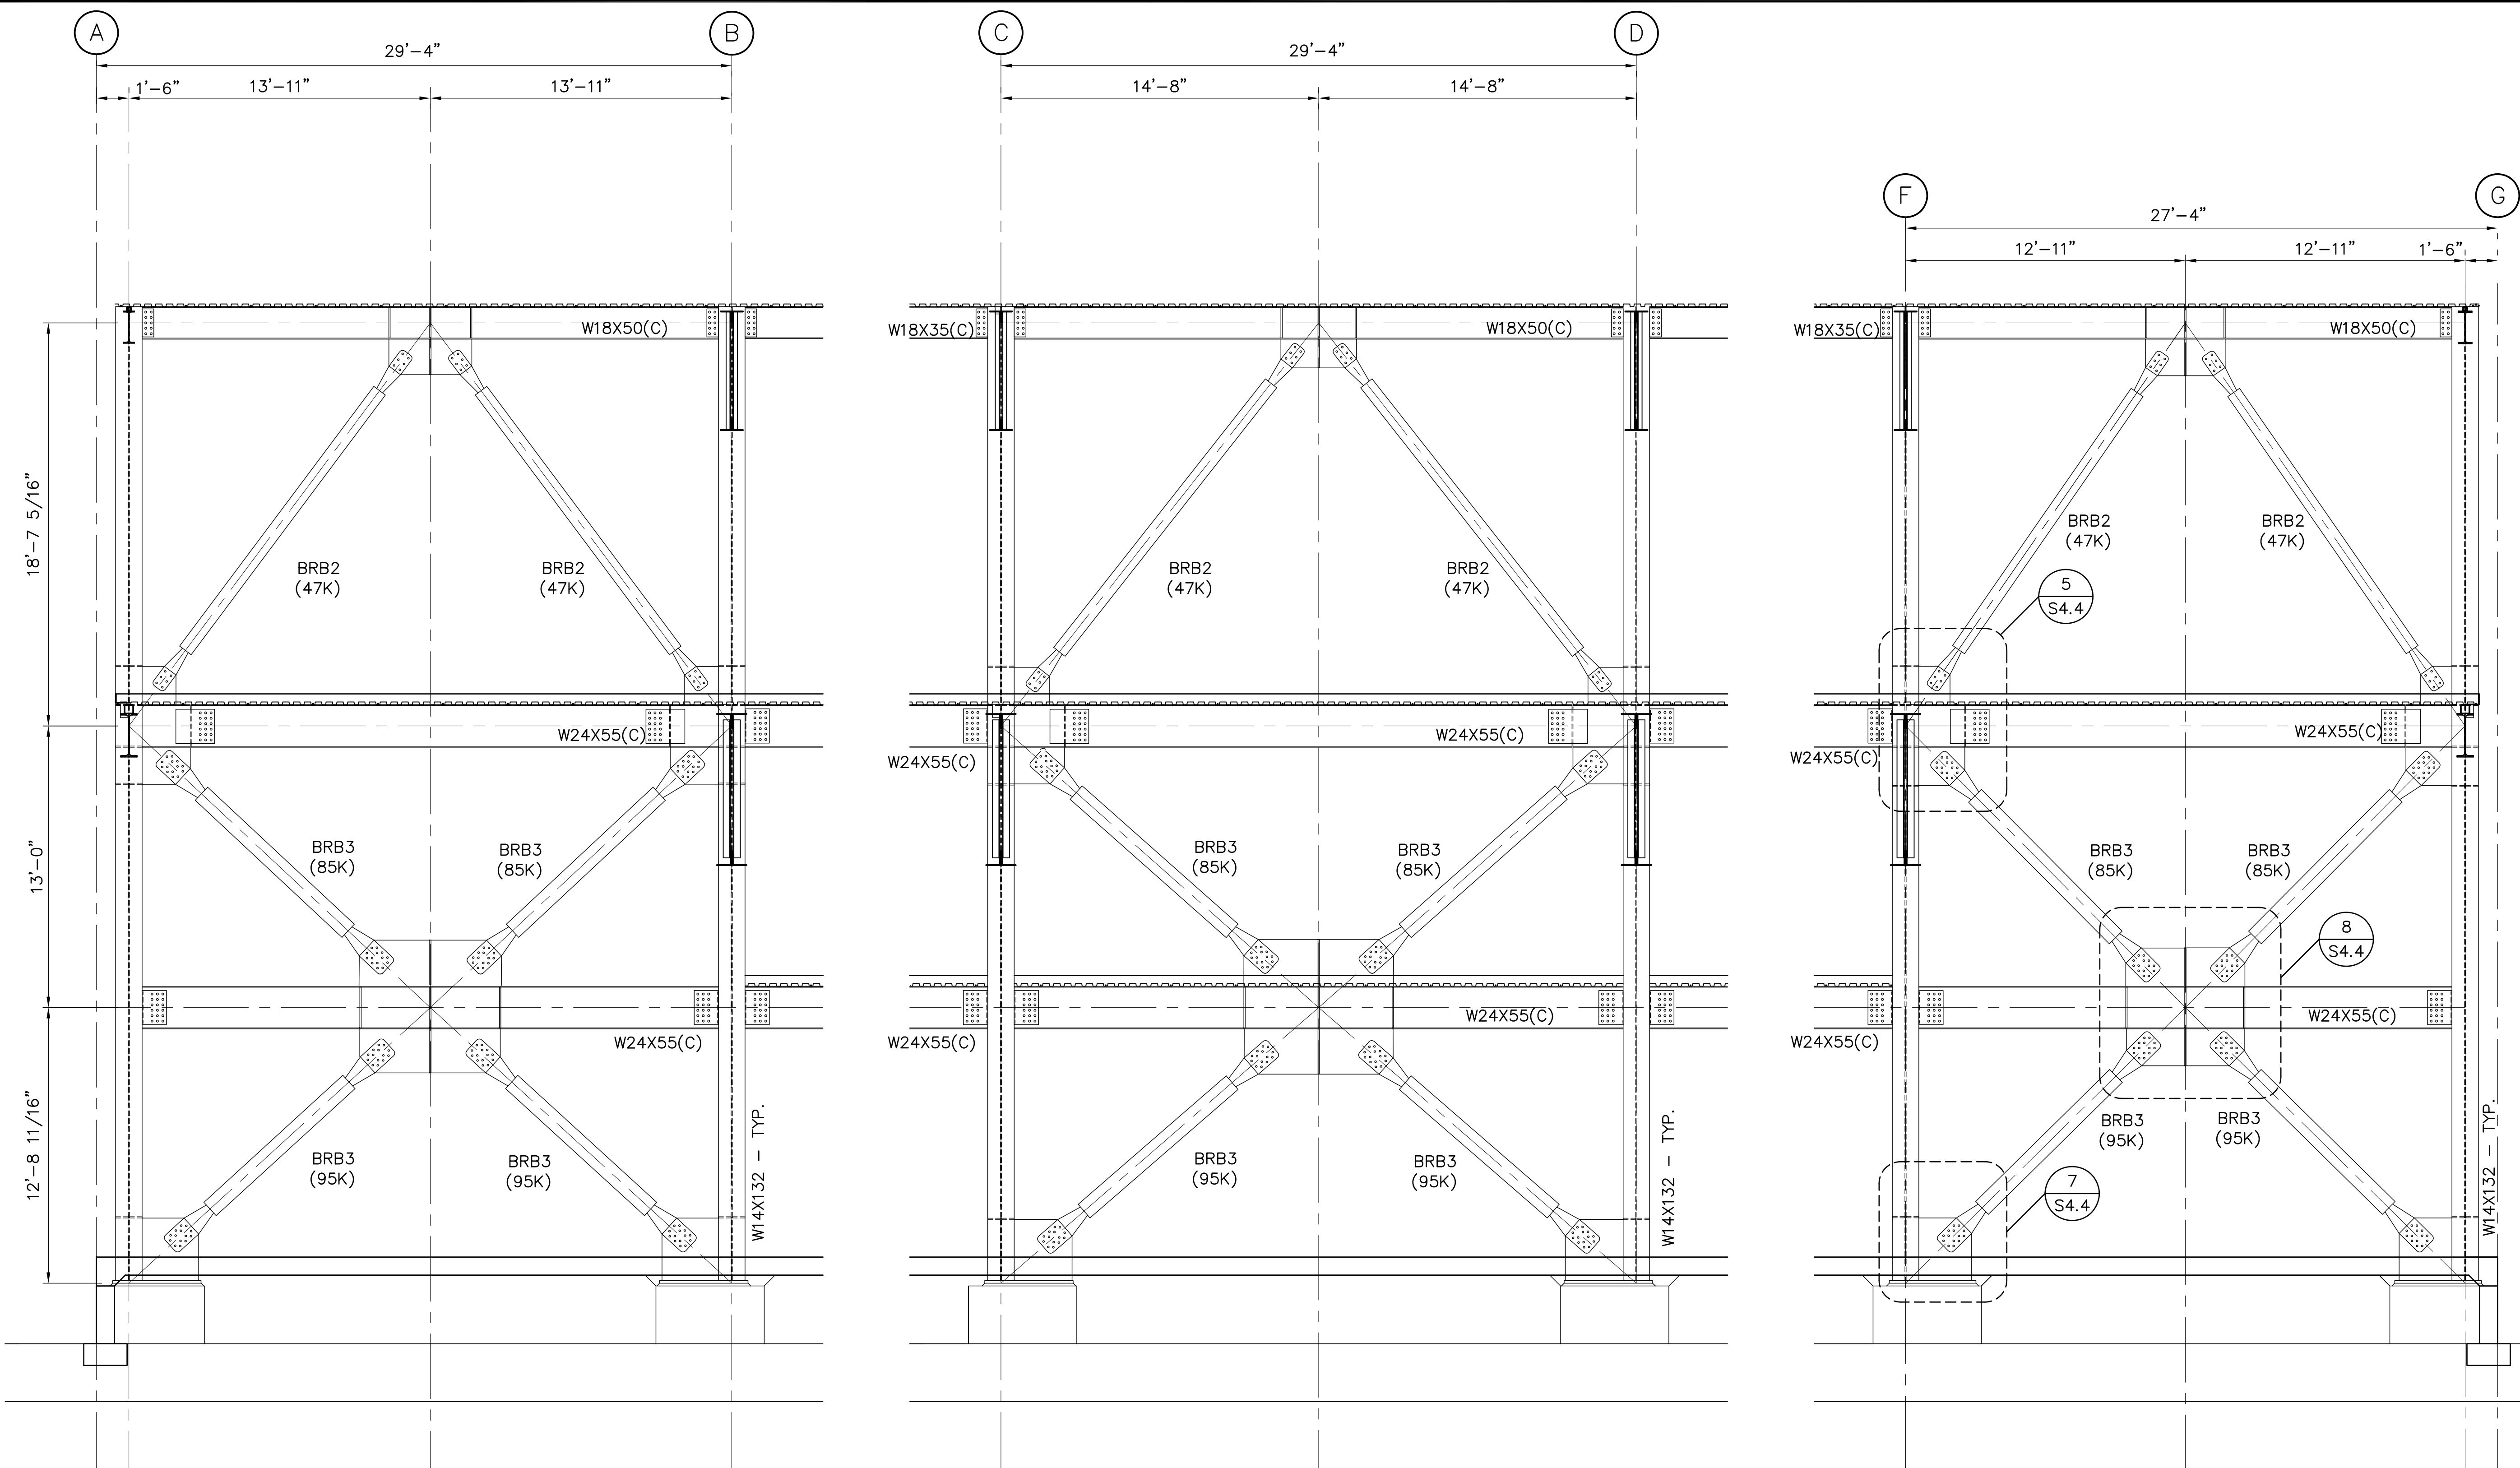 A
B
C
D
29'-4"
29'-4"
1'-6"
13'-11"
13'-11"
14'-8"
14'-8"
F
G
27'-4"
12'-11"
12'-11"
1'-6"
W18X50(C)
W18X35(C)
W18X50(C)
W18X35(C)
W18X50(C)
18'-7 5/16"
BRB2
(47K)
BRB2
(47K)
BRB2
(47K)
BRB2
(47K)
BRB2
(47K)
BRB2
(47K)
5
S4.4
W24X55(C)
W24X55(C)
W24X55(C)
W24X55(C)
W24X55(C)
13'-0"
BRB3
(85K)
BRB3
(85K)
BRB3
(85K)
BRB3
(85K)
BRB3
(85K)
BRB3
(85K)
8
S4.4
W24X55(C)
W24X55(C)
W24X55(C)
W24X55(C)
W24X55(C)
12'-8 11/16"
BRB3
(95K)
BRB3
(95K)
W14X132 - TYP.
BRB3
(95K)
BRB3
(95K)
W14X132 - TYP.
BRB3
(95K)
BRB3
(95K)
W14X132 - TYP.
7
S4.4